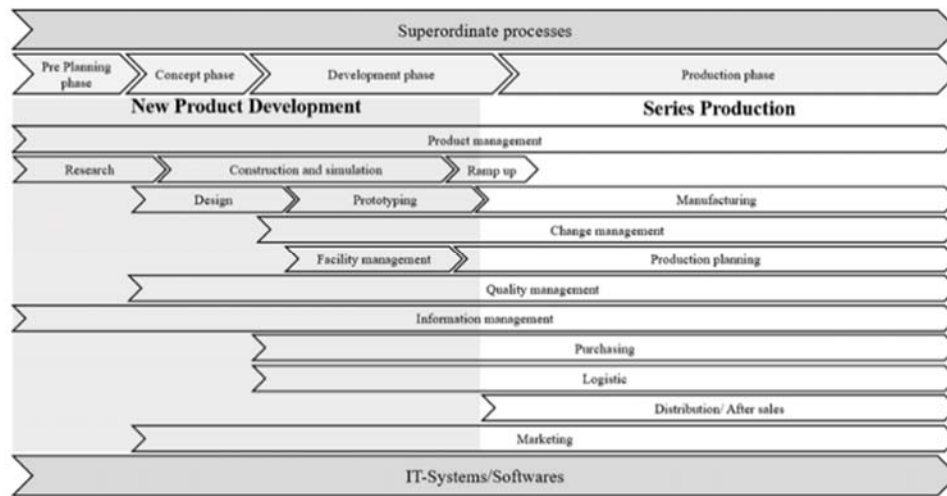 Superordinate processes
Pre Planning
phase
Concept phase
Development phase
Production phase
New Product Development
Series Production
Product management
Research
Construction and simulation
Ramp up
Design
Prototyping
Manufacturing
Change management
Facility management
Production planning
Quality management
Information management
Purchasing
Logistic
Distribution/ After sales
Marketing
IT-Systems/Softwares